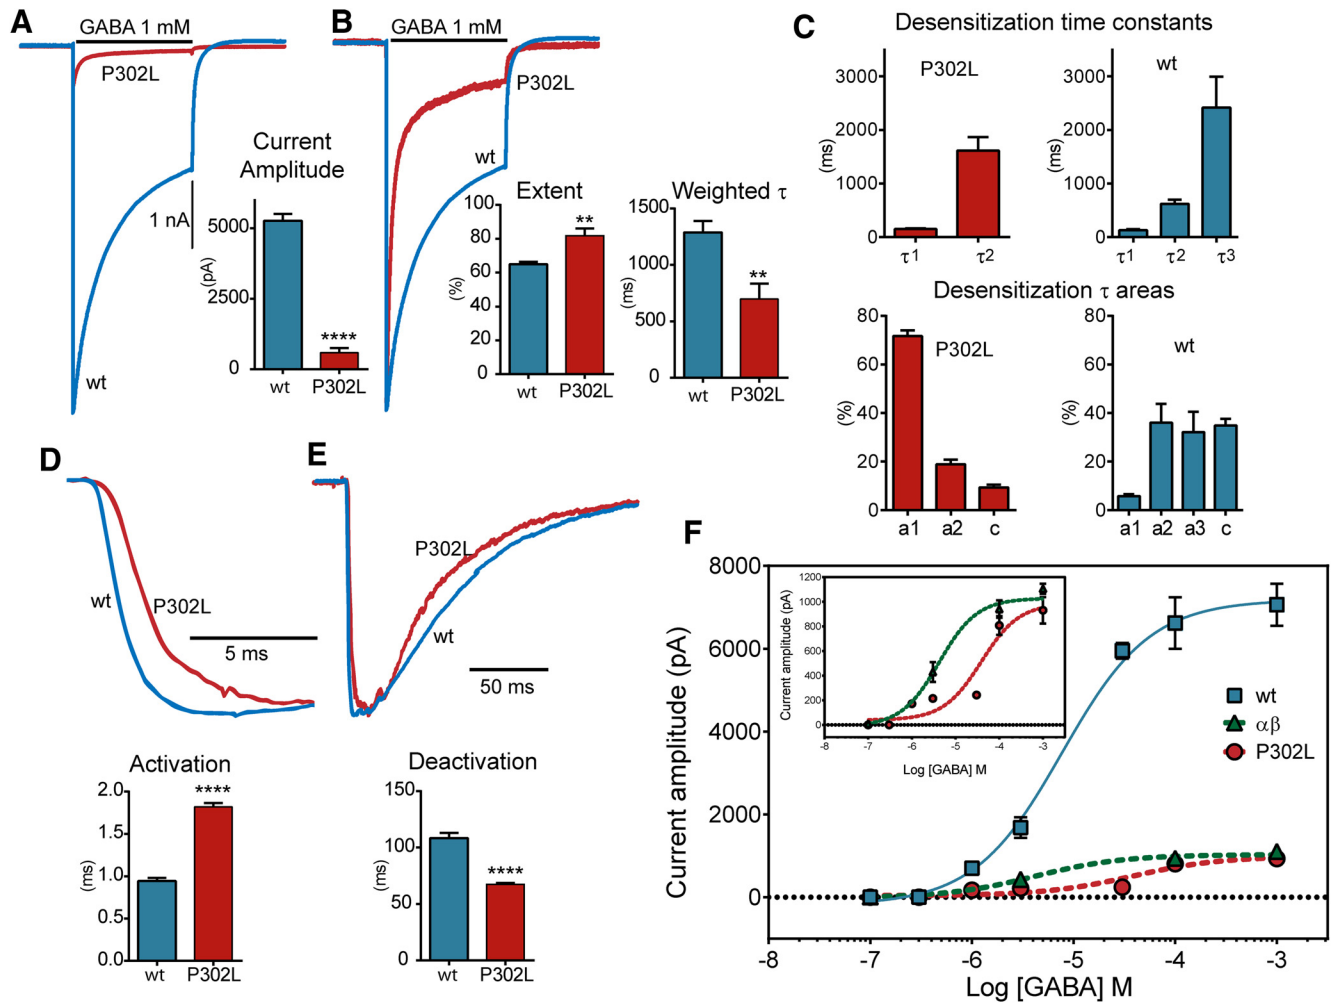 A
GABA 1 mM
P302L
wt
1 nA
Current
Amplitude
5000
2500
0
(pA)
****
wt
P302L
B
GABA 1 mM
P302L
wt
Extent
100
80
60
40
20
0
(%)
**
wt
P302L
Weighted τ
1500
1000
500
0
(ms)
**
wt
P302L
C
Desensitization time constants
P302L
3000
2000
1000
0
(ms)
τ1
τ2
wt
3000
2000
1000
0
(ms)
τ1
τ2
τ3
Desensitization τ areas
P302L
80
60
40
20
0
(%)
a1
a2
c
wt
80
60
40
20
0
(%)
a1
a2
a3
c
D
wt
P302L
5 ms
Activation
2.0
1.5
1.0
0.5
0.0
(ms)
****
wt
P302L
E
P302L
wt
50 ms
Deactivation
150
100
50
0
(ms)
****
wt
P302L
F
8000
6000
4000
2000
0
Current amplitude (pA)
-8
-7
-6
-5
-4
-3
Log [GABA] M
wt
αβ
P302L
1200
1000
800
600
400
200
0
Current amplitude (pA)
-8
-7
-6
-5
-4
-3
Log [GABA] M